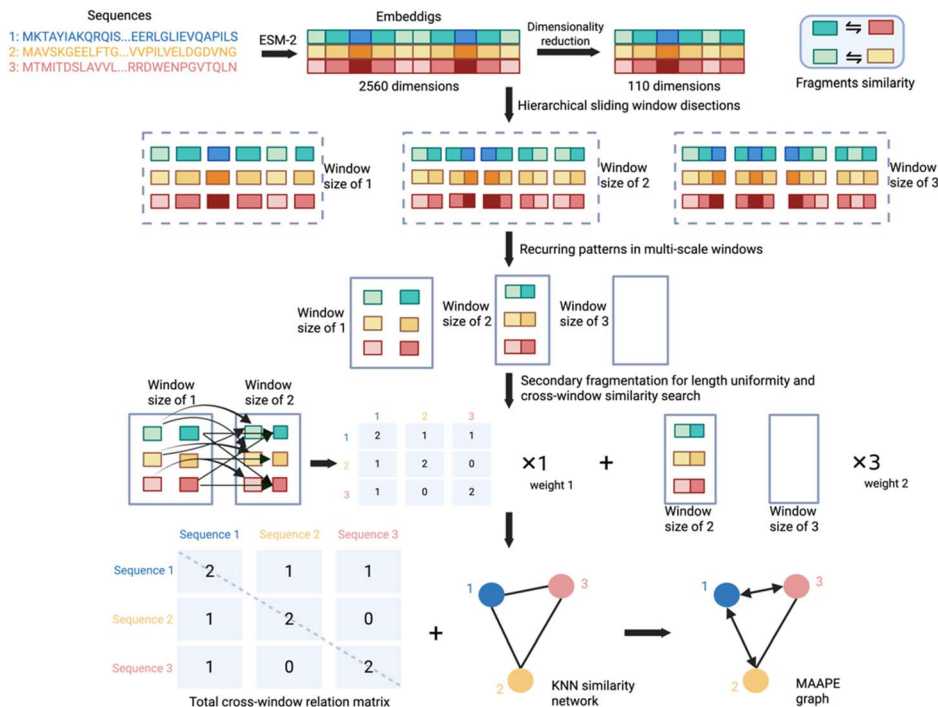 Sequences
1: MKTAYIAKQRQIS...EERLGLIEVQAPILS
2: MAVSKGEELFTG...VVPILVELDGDVNG
3: MTMITDSLAVVL...RRDWENPGVTQLN
ESM-2
Embeddigs
2560 dimensions
Dimensionality
reduction
110 dimensions
Fragments similarity
Hierarchical sliding window disections
Window
size of 1
Window
size of 2
Window
size of 3
Recurring patterns in multi-scale windows
Window
size of 1
Window
size of 2
Window
size of 3
Secondary fragmentation for length uniformity and
cross-window similarity search
Window
size of 1
Window
size of 2
1 2 3
1 2 1 1
2 1 2 0
3 1 0 2
×1
weight 1
+
Window
size of 2
Window
size of 3
×3
weight 2
Sequence 1 Sequence 2 Sequence 3
Sequence 1 2 1 1
Sequence 2 1 2 0
Sequence 3 1 0 2
Total cross-window relation matrix
+
1
3
2
KNN similarity
network
1
3
2
MAAPE
graph